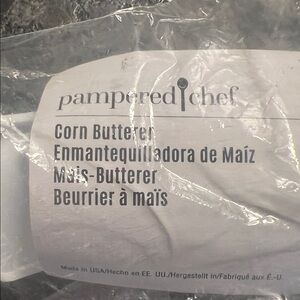 pampered chef
Corn Butterer
Enmantequilladora de Maíz
Mais-Butterer
Beurrier à maïs
Made in USA/Hecho en EE. UU./Hergestellt in/Fabriqué aux É.-U.